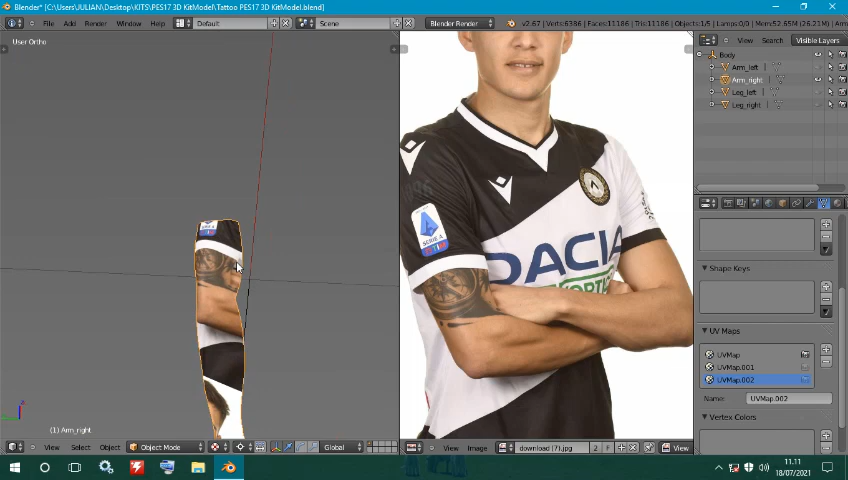 Blender* [C:\Users\JULIAN\Desktop\KITS\KitModel\Tattoo PES17 3D KitModel.blend]
File
Add
Render
Window
Help
Default
Scene
Blender Render
v2.67 | Verts:6386 | Faces:11186 | Tris:11186 | Objects:1/5 | Lamps:0/0 | Mem:52.65M (26.21M)
User Ortho
View
Search
Visible Layers
Body
Arm_left
Arm_right
Leg_left
Leg_right
SERIE A
SERIE A
DACIA
Shape Keys
UV Maps
UVMap
UVMap.001
UVMap.002
Name:
UVMap.002
Vertex Colors
(1) Arm_right
View
Select
Object
Object Mode
Global
View
Image
download (7).jpg
2
F
View
11.11
18/07/2021